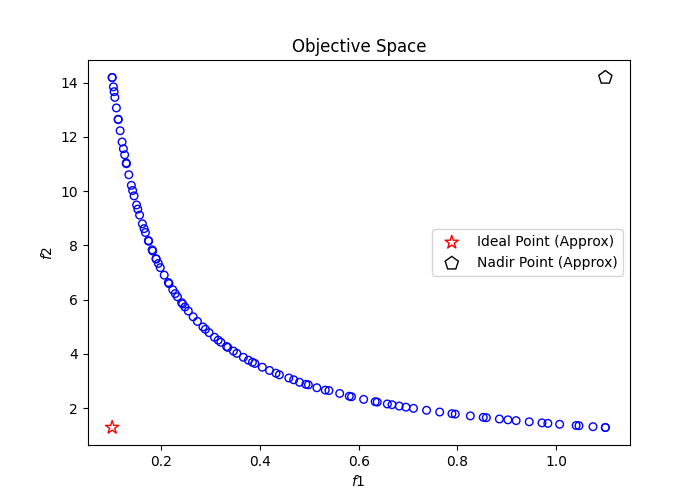 Objective Space
14
12
10
8
6
4
2
f2
Ideal Point (Approx)
Nadir Point (Approx)
0.2 0.4 0.6 0.8 1.0
f1